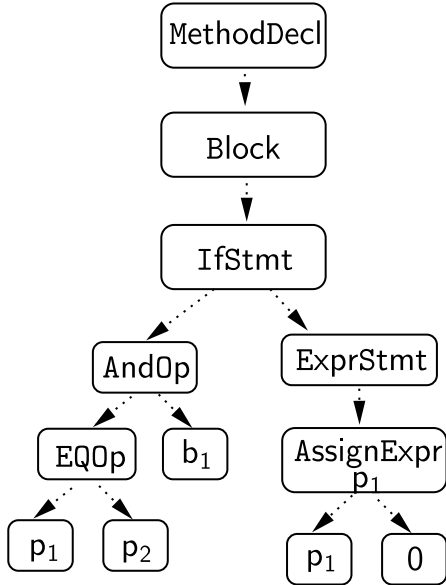 MethodDecl
Block
IfStmt
AndOp
ExprStmt
EQOp
b₁
AssignExpr
p₁
p₁
p₂
p₁
0